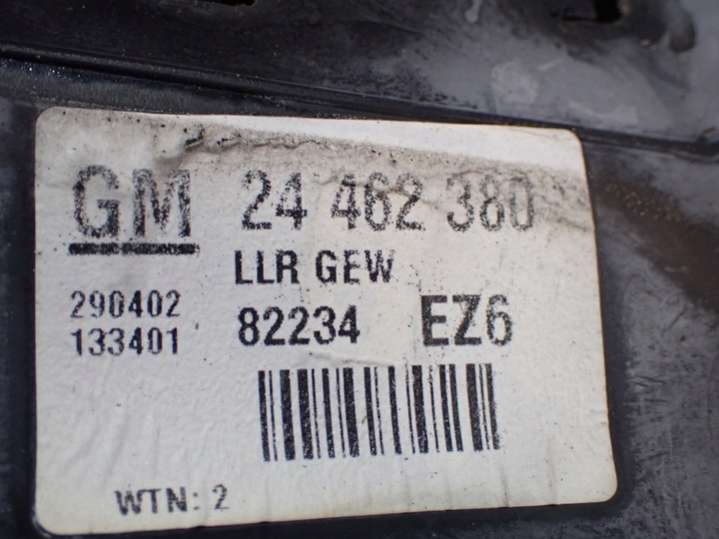 GM 24 462 380
LLR GEW
290402
133401
82234 EZ6
WTN: 2